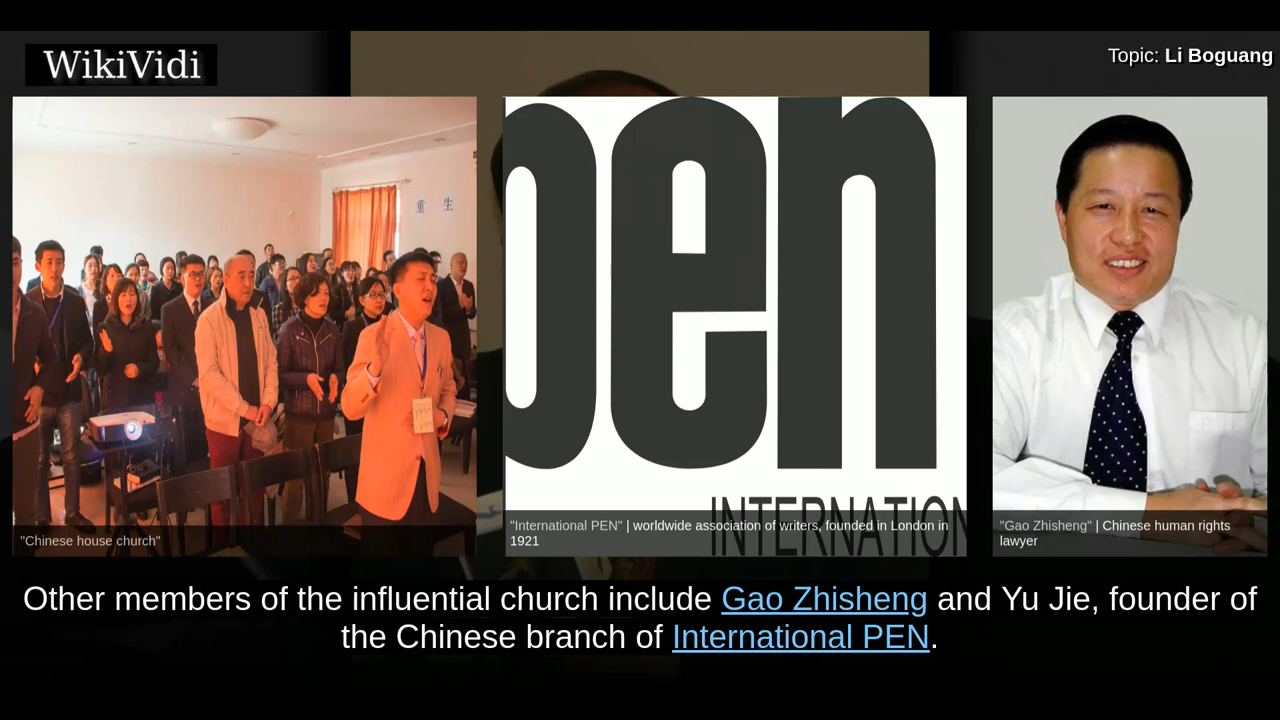 WikiVidi
Topic: Li Boguang
重 生
pen
INTERNATION
"Chinese house church"
"International PEN" | worldwide association of writers, founded in London in
1921
"Gao Zhisheng" | Chinese human rights
lawyer
Other members of the influential church include Gao Zhisheng and Yu Jie, founder of
the Chinese branch of International PEN.